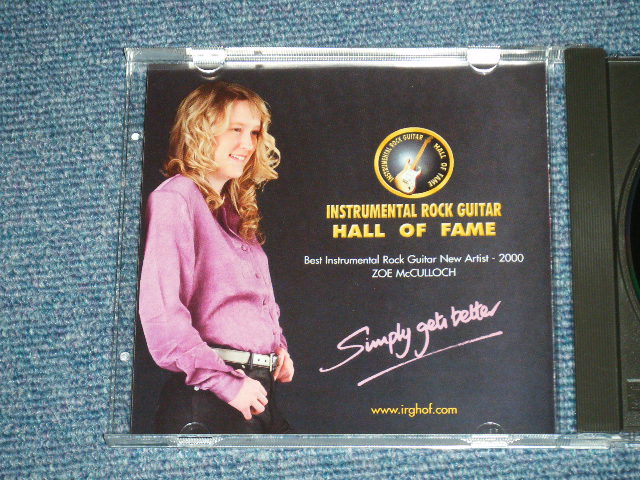 INSTRUMENTAL ROCK GUITAR HALL OF FAME
INSTRUMENTAL ROCK GUITAR
HALL OF FAME
Best Instrumental Rock Guitar New Artist - 2000
ZOE McCULLOCH
Simply gets better
www.irghof.com